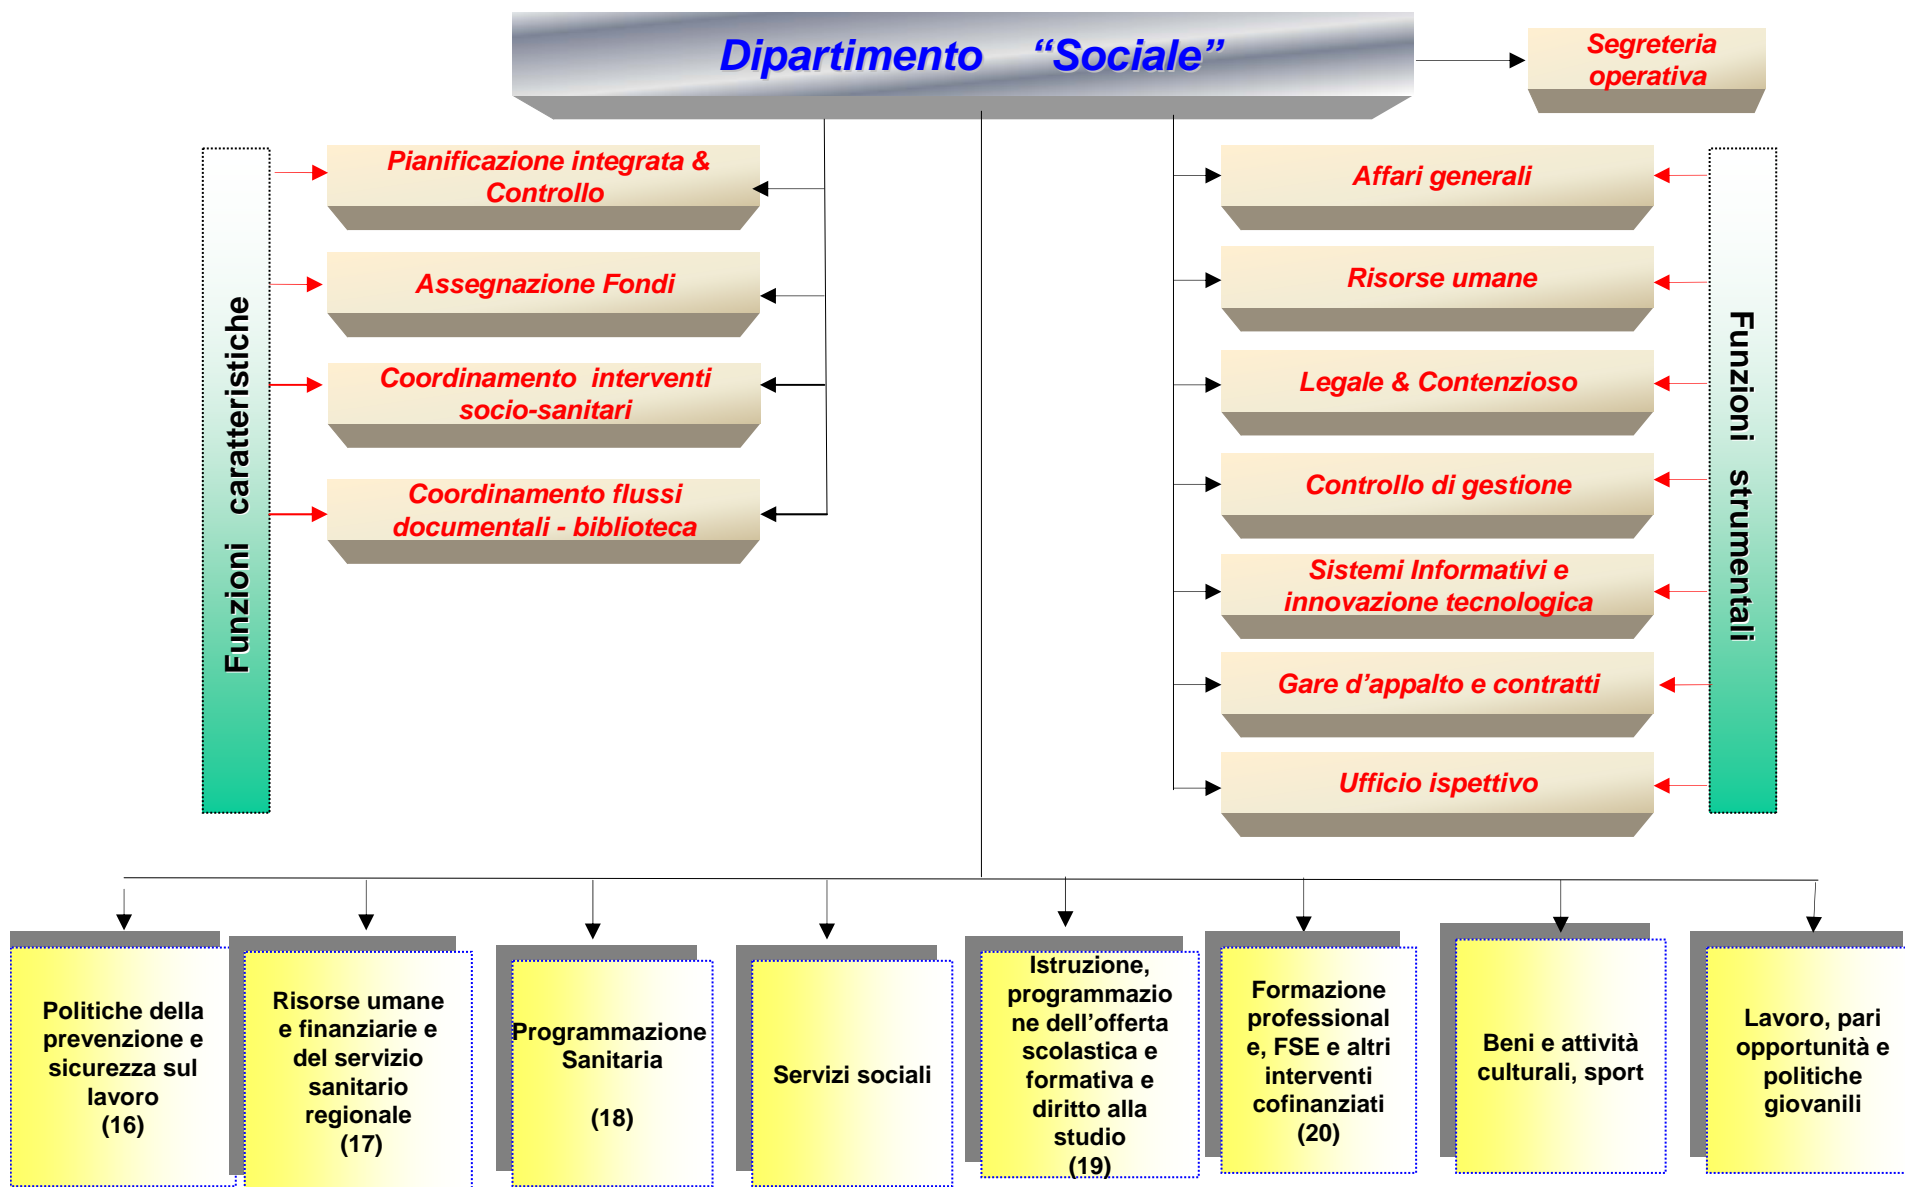 Dipartimento “Sociale”
Segreteria
operativa
Funzioni caratteristiche
Pianificazione integrata &
Controllo
Assegnazione Fondi
Coordinamento interventi
socio-sanitari
Coordinamento flussi
documentali - biblioteca
Affari generali
Risorse umane
Legale & Contenzioso
Controllo di gestione
Sistemi Informativi e
innovazione tecnologica
Gare d’appalto e contratti
Ufficio ispettivo
Funzioni strumentali
Politiche della
prevenzione e
sicurezza sul
lavoro
(16)
Risorse umane
e finanziarie e
del servizio
sanitario
regionale
(17)
Programmazione
Sanitaria
(18)
Servizi sociali
Istruzione,
programmazio
ne dell’offerta
scolastica e
formativa e
diritto alla
studio
(19)
Formazione
professional
e, FSE e altri
interventi
cofinanziati
(20)
Beni e attività
culturali, sport
Lavoro, pari
opportunità e
politiche
giovanili